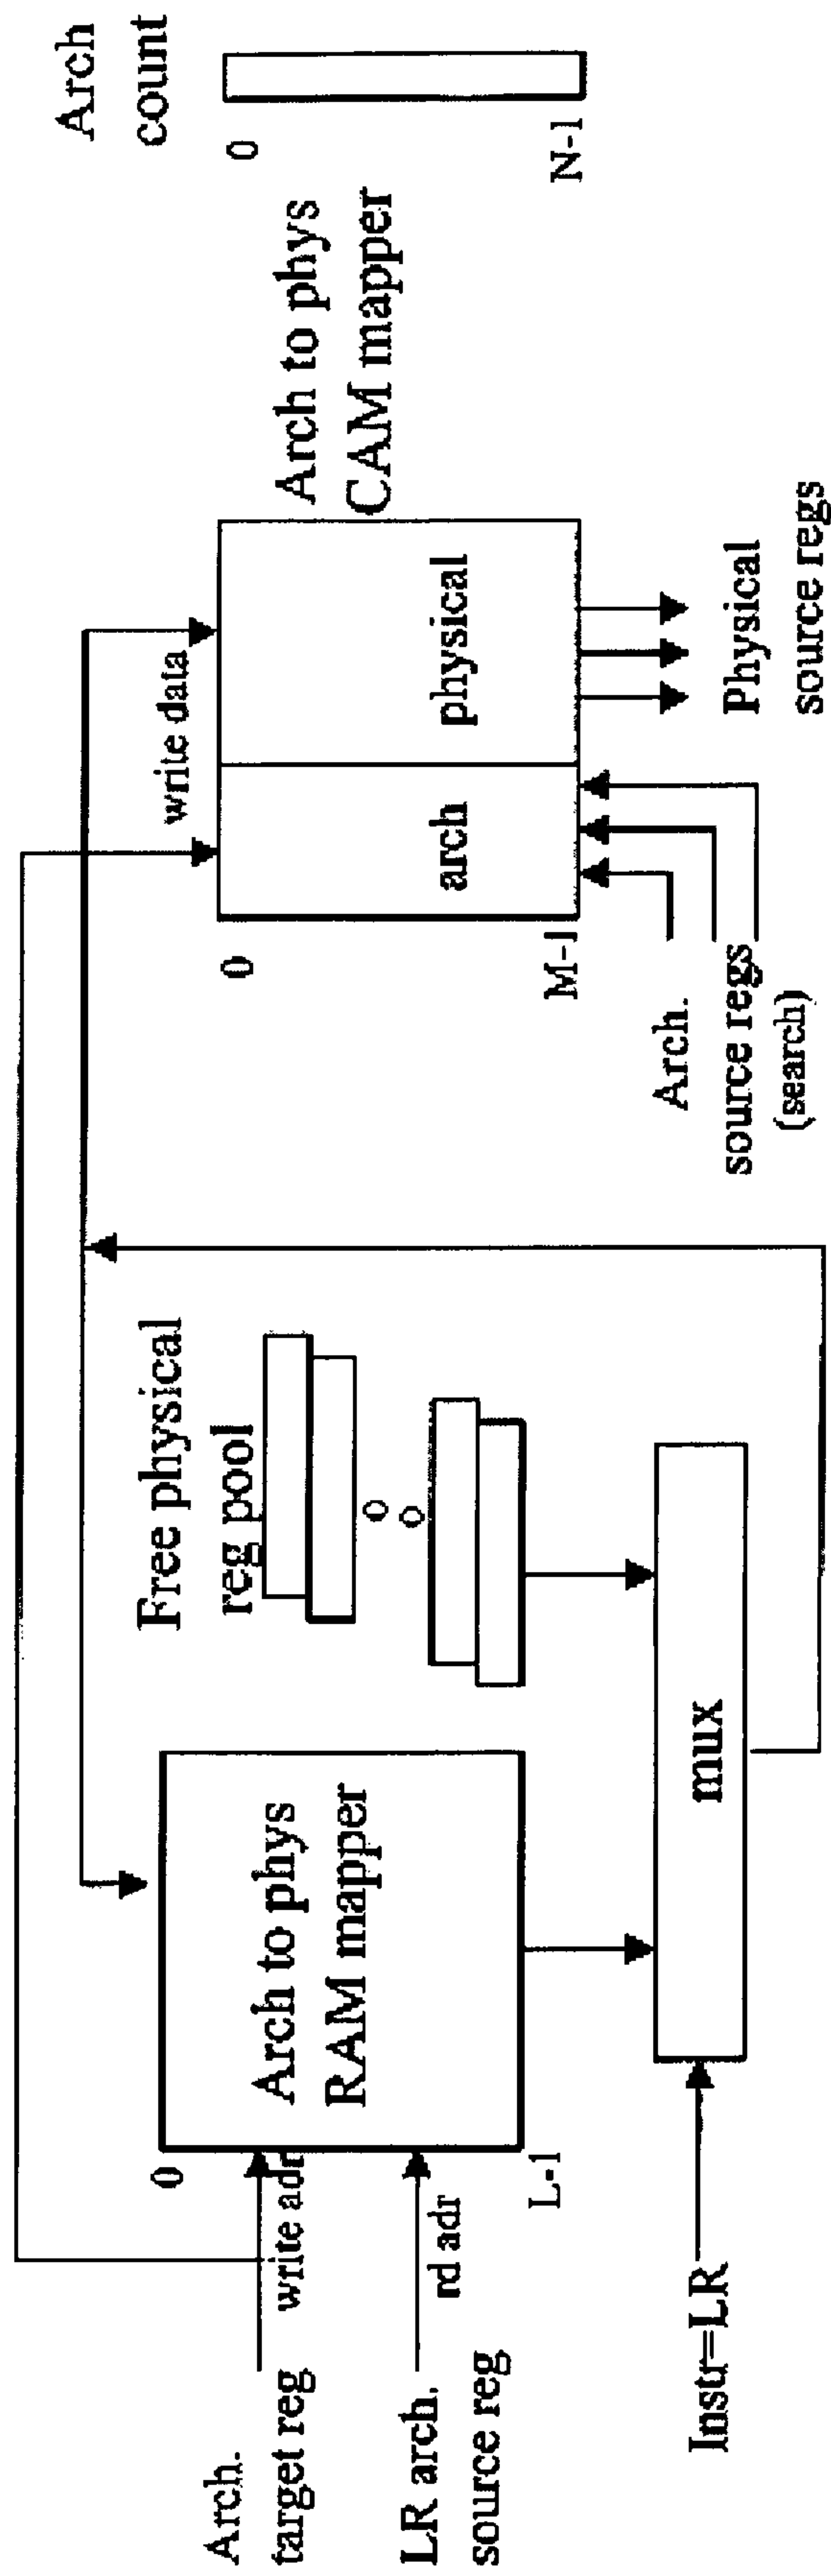 Arch.
target reg
write adr
LR arch.
source reg
rd adr
0
L-1
Arch to phys
RAM mapper
Instr=LR
mux
Free physical
reg pool
write data
0
M-1
arch
physical
Arch.
source regs
(search)
Physical
source regs
Arch to phys
CAM mapper
Arch
count
0
N-1